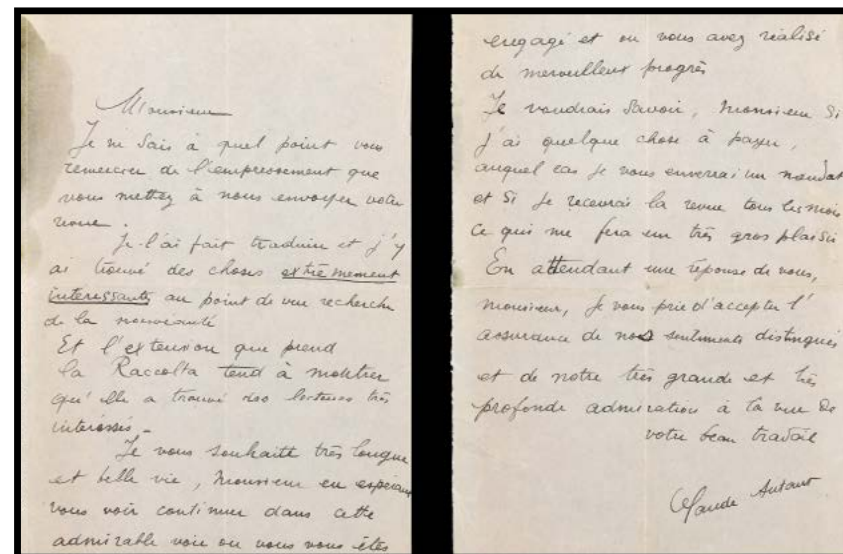 Monsieur
Je ne sais à quel point vous
remercier de l'empressement que
vous mettez à nous envoyer votre
revue.
Je l'ai fait traduire et j'y
ai trouvé des choses extrêmement
intéressantes au point de vue recherche
de la nouveauté
Et l'extension que prend
la Raccolta tend à montrer
qu'elle a trouvé des lecteurs très
intéressés -
Je vous souhaite très longue
et belle vie, Monsieur en espérant
vous voir continuer dans cette
admirable voie ou vous vous êtes
engagé et ou vous avez réalisé
de merveilleux progrès
Je voudrais savoir, Monsieur si
j'ai quelque chose à payer,
auquel cas je vous enverrai un mandat
et si je recevrai la revue tous les mois
ce qui me fera un très gros plaisir
En attendant une réponse de vous,
monsieur, je vous prie d'accepter l'
assurance de nos sentiments distingués
et de notre très grande et très
profonde admiration à la vue de
votre beau travail
Claude Autant